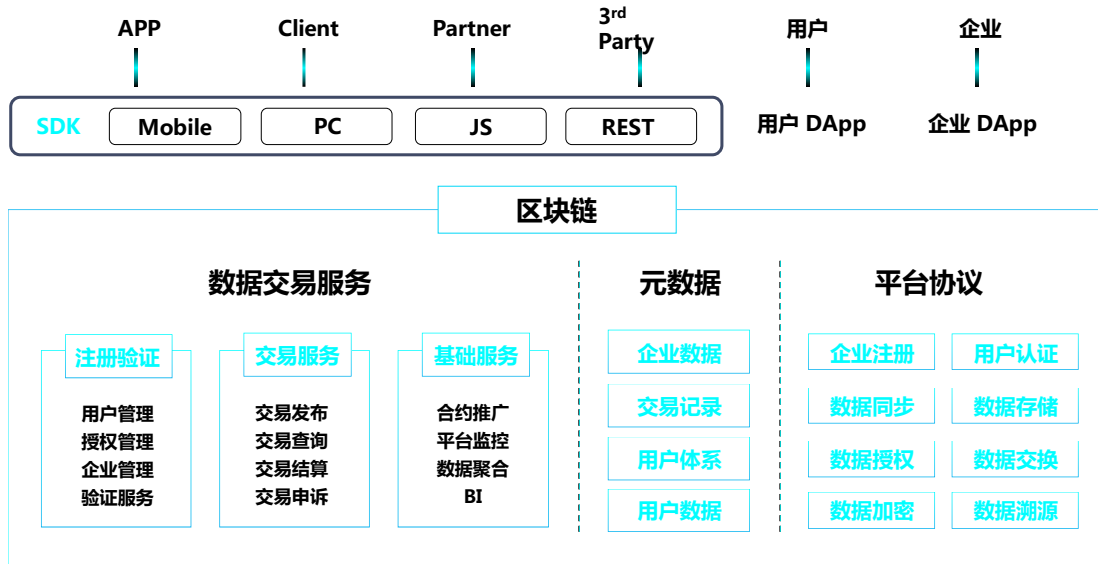 APP
Client
Partner
3rd
Party
用户
企业
SDK
Mobile
PC
JS
REST
用户 DApp
企业 DApp
区块链
数据交易服务
元数据
平台协议
注册验证
用户管理
授权管理
企业管理
验证服务
交易服务
交易发布
交易查询
交易结算
交易申诉
基础服务
合约推广
平台监控
数据聚合
BI
企业数据
交易记录
用户体系
用户数据
企业注册
用户认证
数据同步
数据存储
数据授权
数据交换
数据加密
数据溯源